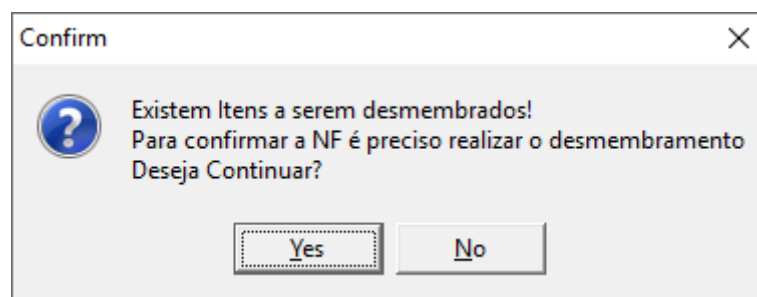 Confirm
Existem Itens a serem desmembrados!
Para confirmar a NF é preciso realizar o desmembramento
Deseja Continuar?
Yes
No